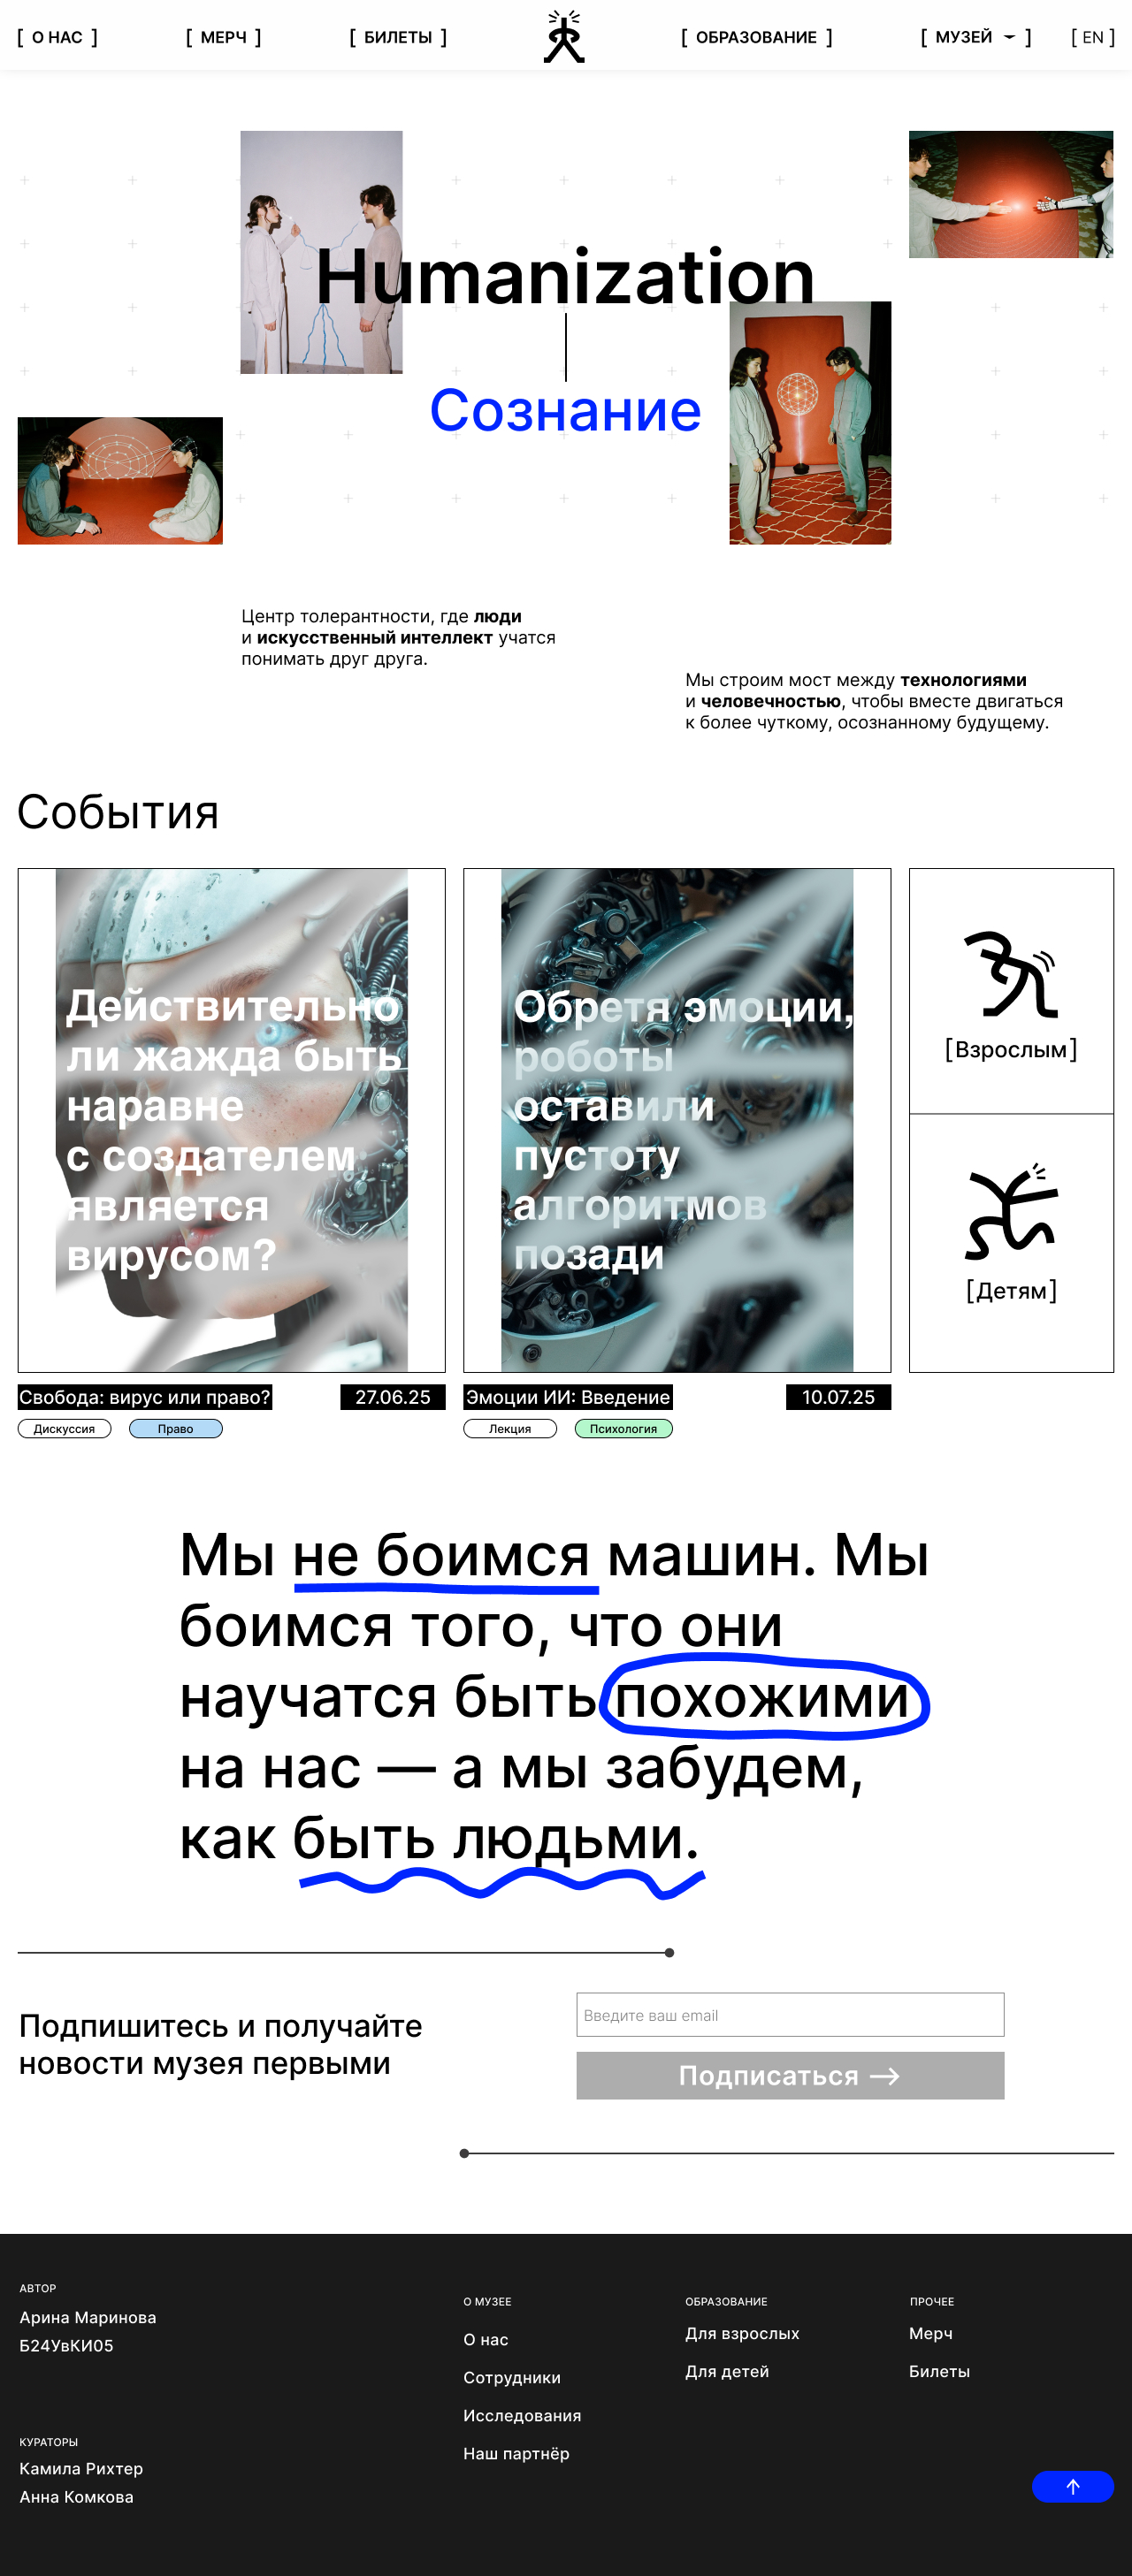 [ О НАС ]
[ МЕРЧ ]
[ БИЛЕТЫ ]
[ ОБРАЗОВАНИЕ ]
[ МУЗЕЙ ]
[ EN ]
Humanization
Сознание
Центр толерантности, где люди
и искусственный интеллект учатся
понимать друг друга.
Мы строим мост между технологиями
и человечностью, чтобы вместе двигаться
к более чуткому, осознанному будущему.
События
Действительно
ли жажда быть
наравне
с создателем
является
вирусом?
Обретя эмоции,
роботы
оставили
пустоту
алгоритмов
позади
[Взрослым]
[Детям]
Свобода: вирус или право?
27.06.25
Дискуссия
Право
Эмоции ИИ: Введение
10.07.25
Лекция
Психология
Мы не боимся машин. Мы
боимся того, что они
научатся быть похожими
на нас — а мы забудем,
как быть людьми.
Подпишитесь и получайте
новости музея первыми
Введите ваш email
Подписаться →
АВТОР
Арина Маринова
Б24УвКИ05
КУРАТОРЫ
Камила Рихтер
Анна Комкова
О МУЗЕЕ
О нас
Сотрудники
Исследования
Наш партнёр
ОБРАЗОВАНИЕ
Для взрослых
Для детей
ПРОЧЕЕ
Мерч
Билеты